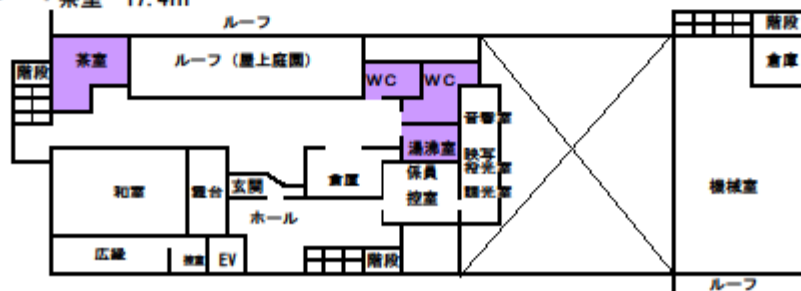 茶室 17.4㎡
ルーフ
階段
茶室
ルーフ（屋上庭園）
WC
WC
階段
倉庫
音響室
湯沸室
映写
投光室
調光室
係員
控室
和室
舞台
玄関
倉庫
ホール
機械室
広縁
控室
EV
階段
ルーフ